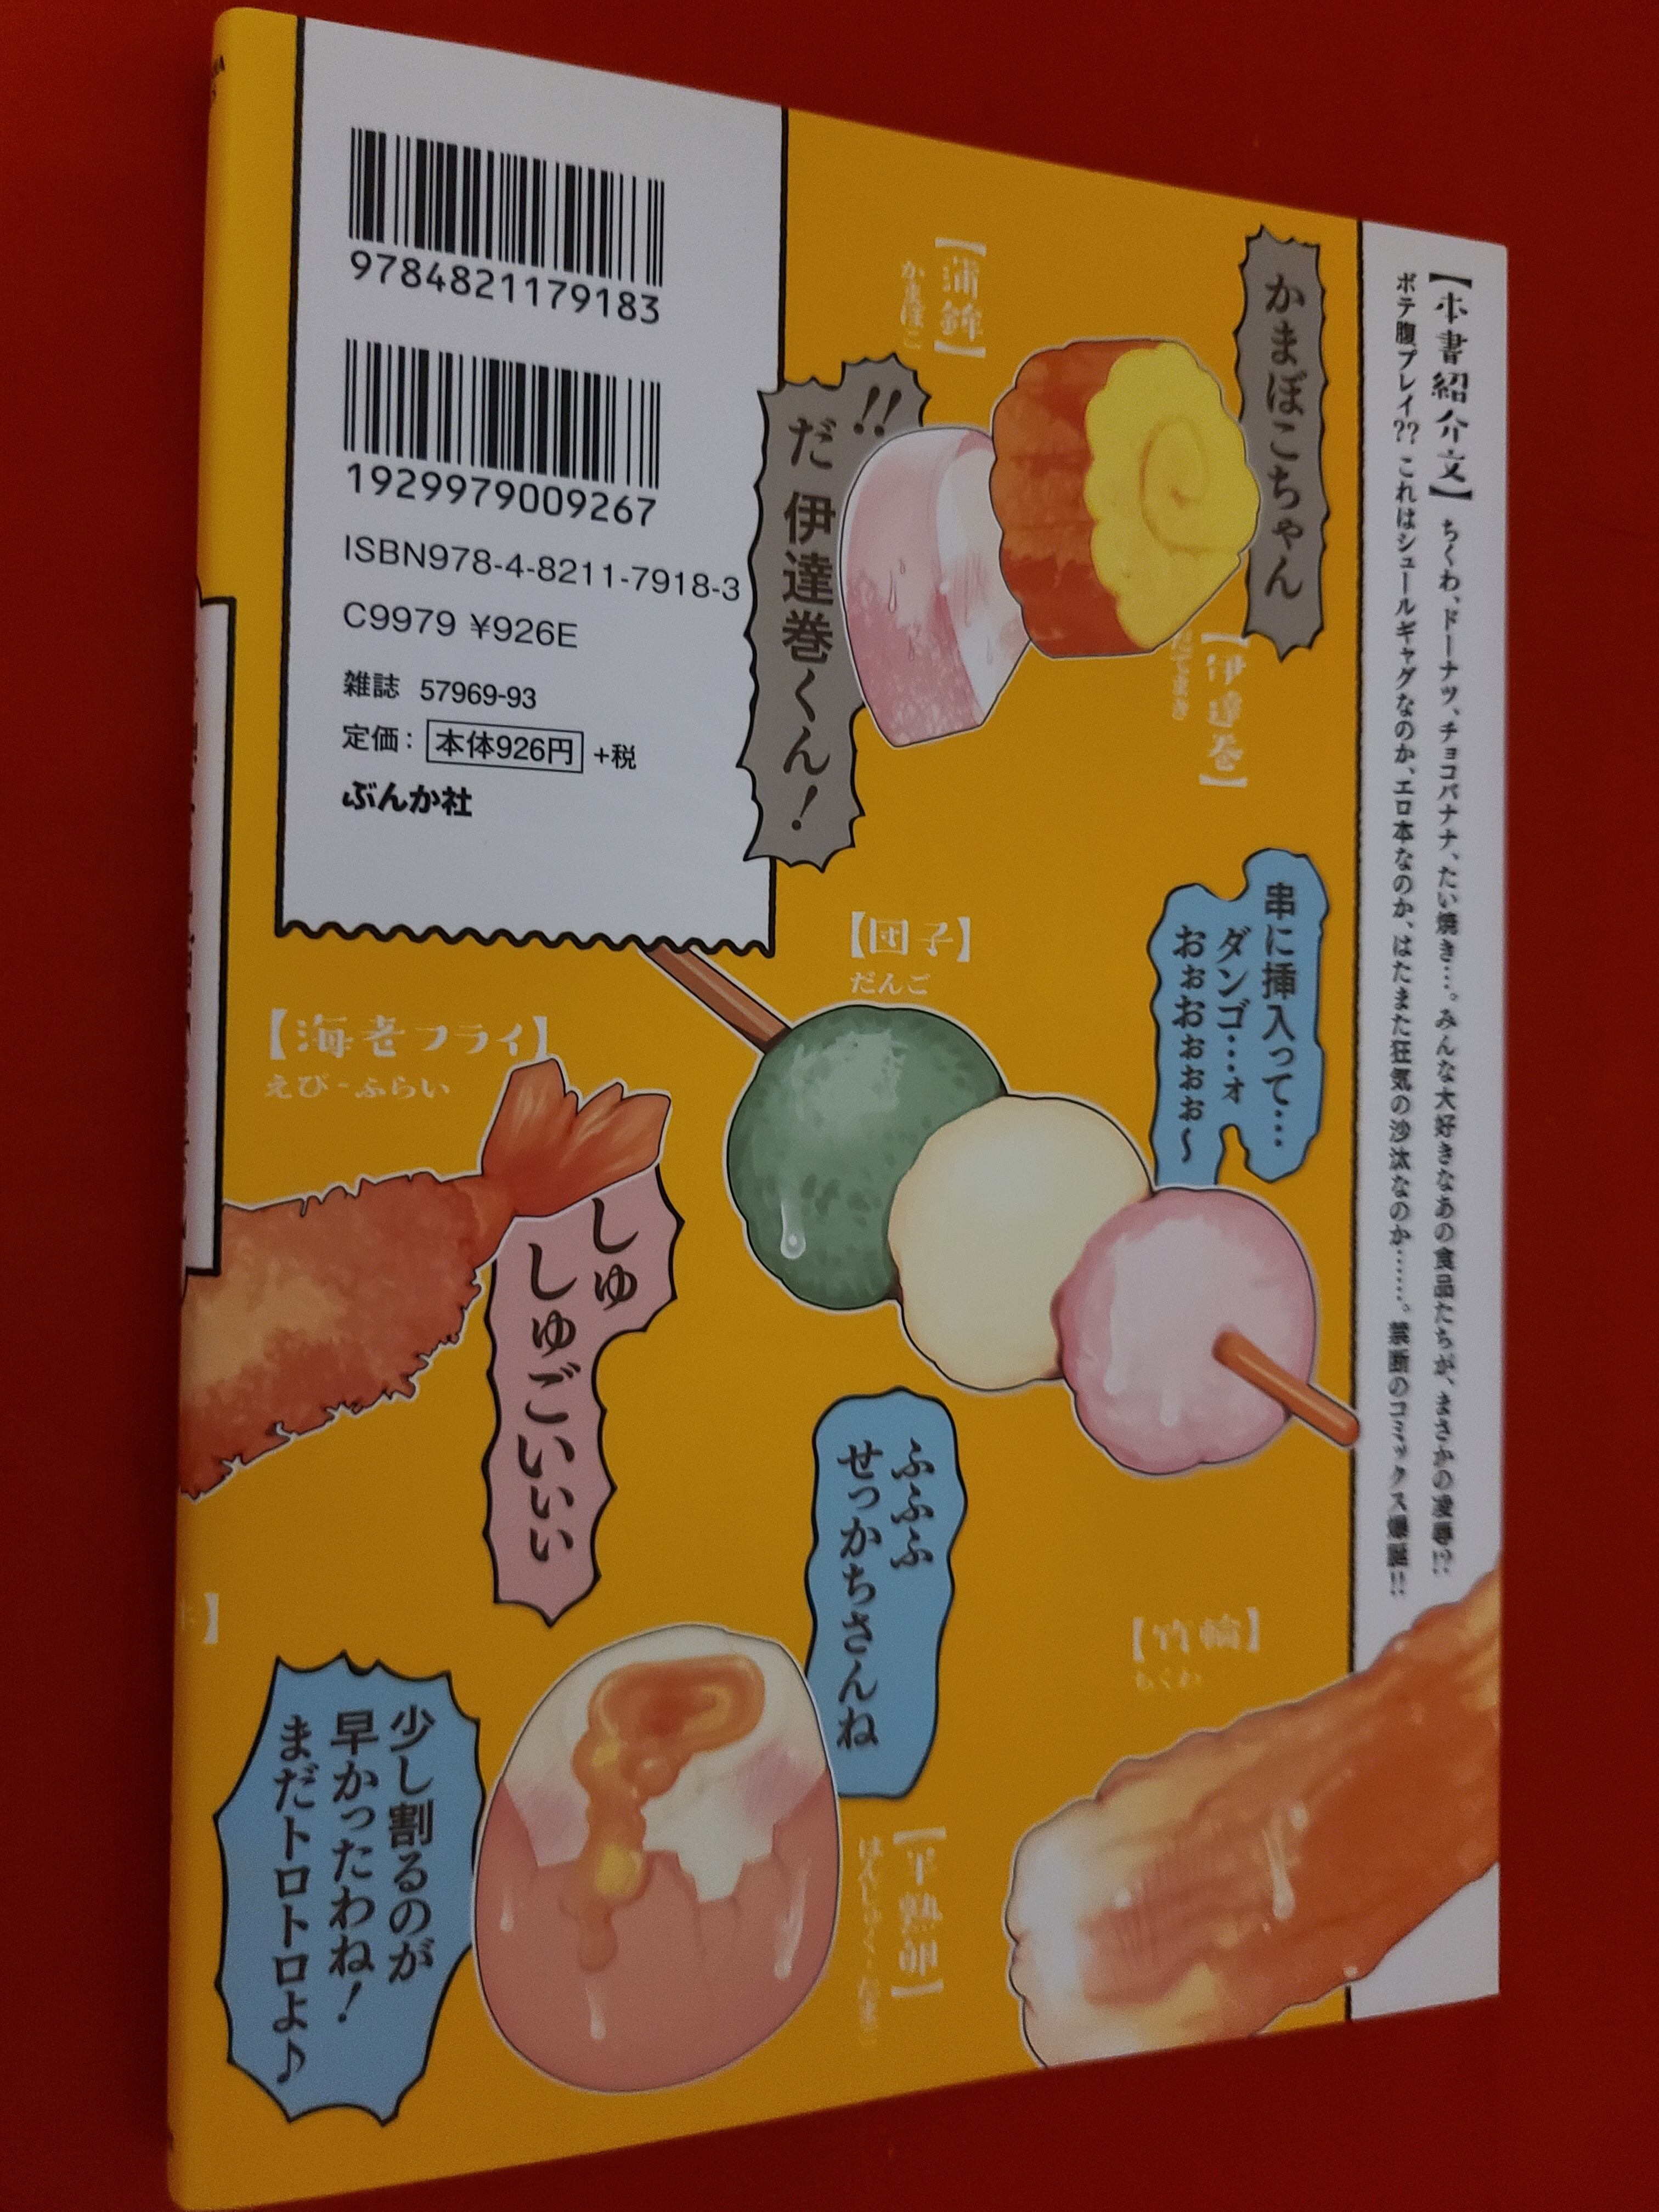 【本書紹介文】ちくわ、ドーナツ、チョコバナナ、たい焼き…。みんな大好きなあの食品たちが、まさかの凌辱!?
ボテ腹プレイ?? これはシュールギャグなのか、エロ本なのか、はたまた狂気の沙汰なのか……。禁断のコミックス爆誕!!
9784821179183
1929979009267
ISBN978-4-8211-7918-3
C9979 ¥926E
雑誌 57969-93
定価：本体926円+税
ぶんか社
かまぼこちゃん
!!
だ 伊達巻くん！
【蒲鉾】
かまぼこ
【伊達巻】
だてまき
串に挿入って…
ダンゴ…ォ
おぉおぉぉぉ〜
【団子】
だんご
【海老フライ】
えび-ふらい
しゅ
しゅごいいぃ
ふふふ
せっかちさんね
【竹輪】
ちくわ
【半熟卵】
はんじゅく-たまご
少し割るのが
早かったわね！
まだトロトロよ♪